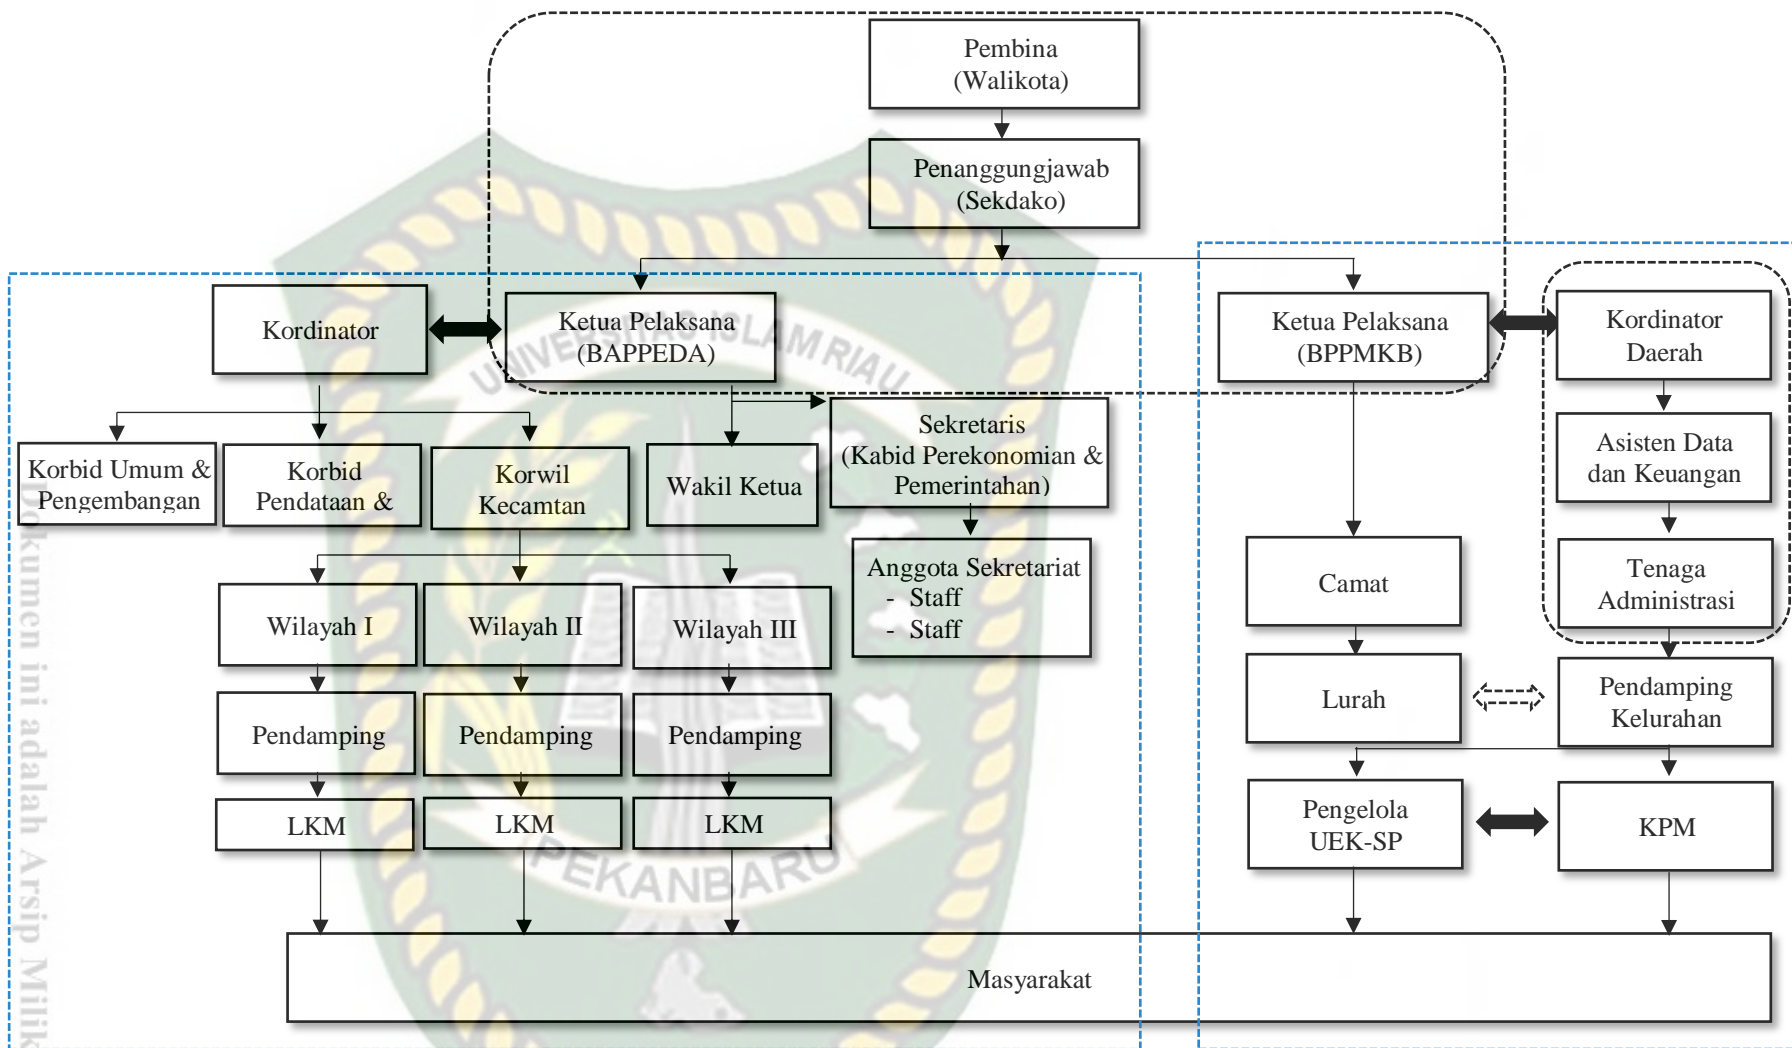 Pembina
(Walikota)
Penanggungjawab
(Sekdako)
Kordinator
Ketua Pelaksana
(BAPPEDA)
Ketua Pelaksana
(BPPMKB)
Kordinator
Daerah
UNIVERSITAS ISLAM RIAU
Korbid Umum &
Pengembangan
Korbid
Pendataan &
Korwil
Kecamtan
Wakil Ketua
Sekretaris
(Kabid Perekonomian &
Pemerintahan)
Asisten Data
dan Keuangan
Anggota Sekretariat
- Staff
- Staff
Camat
Tenaga
Administrasi
Wilayah I
Wilayah II
Wilayah III
Lurah
Pendamping
Kelurahan
Pendamping
Pendamping
Pendamping
LKM
LKM
LKM
Pengelola
UEK-SP
KPM
PEKANBARU
Masyarakat
Dokumen ini adalah Arsip Milik